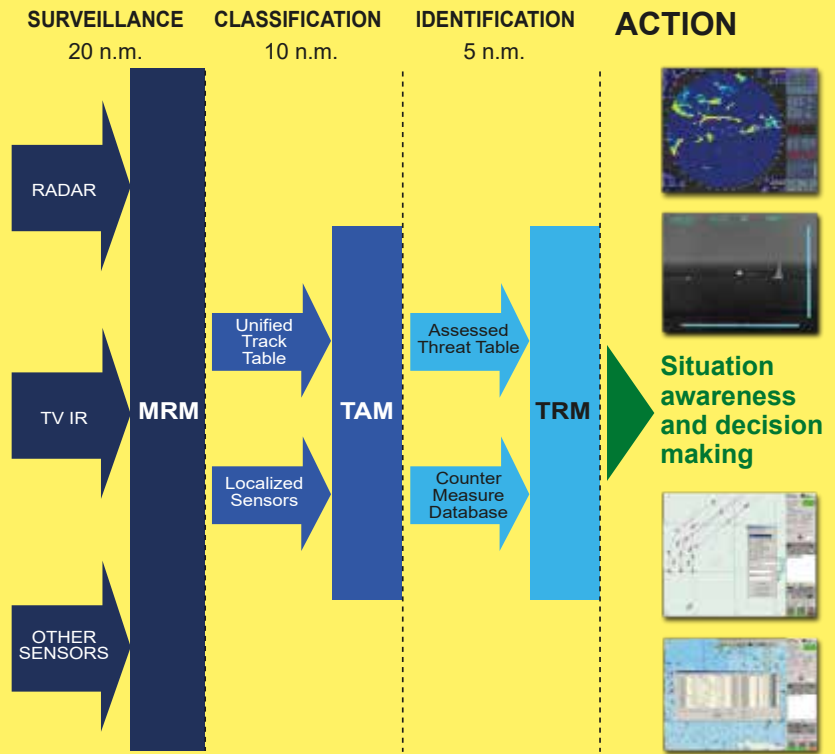 SURVEILLANCE
20 n.m.
CLASSIFICATION
10 n.m.
IDENTIFICATION
5 n.m.
ACTION
RADAR
TV IR
OTHER
SENSORS
MRM
Unified
Track
Table
Localized
Sensors
TAM
Assessed
Threat Table
Counter
Measure
Database
TRM
Situation
awareness
and decision
making